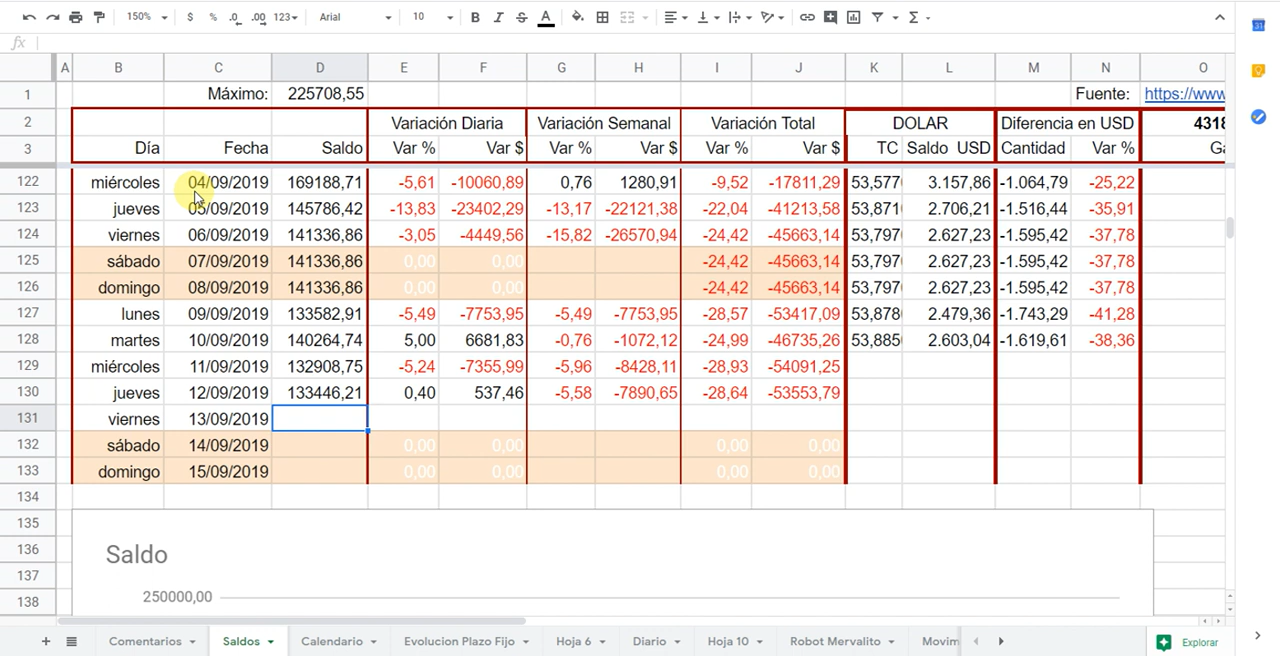 150% $ % .0 .00 123 Arial 10 B I S A Σ
fx
A B C D E F G H I J K L M N O
1 Máximo: 225708,55 Fuente: https://www
2 Variación Diaria Variación Semanal Variación Total DOLAR Diferencia en USD 4318
3 Día Fecha Saldo Var % Var $ Var % Var $ Var % Var $ TC Saldo USD Cantidad Var % Ga
122 miércoles 04/09/2019 169188,71 -5,61 -10060,89 0,76 1280,91 -9,52 -17811,29 53,577 3.157,86 -1.064,79 -25,22
123 jueves 05/09/2019 145786,42 -13,83 -23402,29 -13,17 -22121,38 -22,04 -41213,58 53,871 2.706,21 -1.516,44 -35,91
124 viernes 06/09/2019 141336,86 -3,05 -4449,56 -15,82 -26570,94 -24,42 -45663,14 53,797 2.627,23 -1.595,42 -37,78
125 sábado 07/09/2019 141336,86 0,00 0,00 -24,42 -45663,14 53,797 2.627,23 -1.595,42 -37,78
126 domingo 08/09/2019 141336,86 0,00 0,00 -24,42 -45663,14 53,797 2.627,23 -1.595,42 -37,78
127 lunes 09/09/2019 133582,91 -5,49 -7753,95 -5,49 -7753,95 -28,57 -53417,09 53,878 2.479,36 -1.743,29 -41,28
128 martes 10/09/2019 140264,74 5,00 6681,83 -0,76 -1072,12 -24,99 -46735,26 53,885 2.603,04 -1.619,61 -38,36
129 miércoles 11/09/2019 132908,75 -5,24 -7355,99 -5,96 -8428,11 -28,93 -54091,25
130 jueves 12/09/2019 133446,21 0,40 537,46 -5,58 -7890,65 -28,64 -53553,79
131 viernes 13/09/2019
132 sábado 14/09/2019 0,00 0,00 0,00 0,00
133 domingo 15/09/2019 0,00 0,00 0,00 0,00
134
135
136 Saldo
137
138 250000,00
+ Comentarios Saldos Calendario Evolucion Plazo Fijo Hoja 6 Diario Hoja 10 Robot Mervalito Movim Explorar